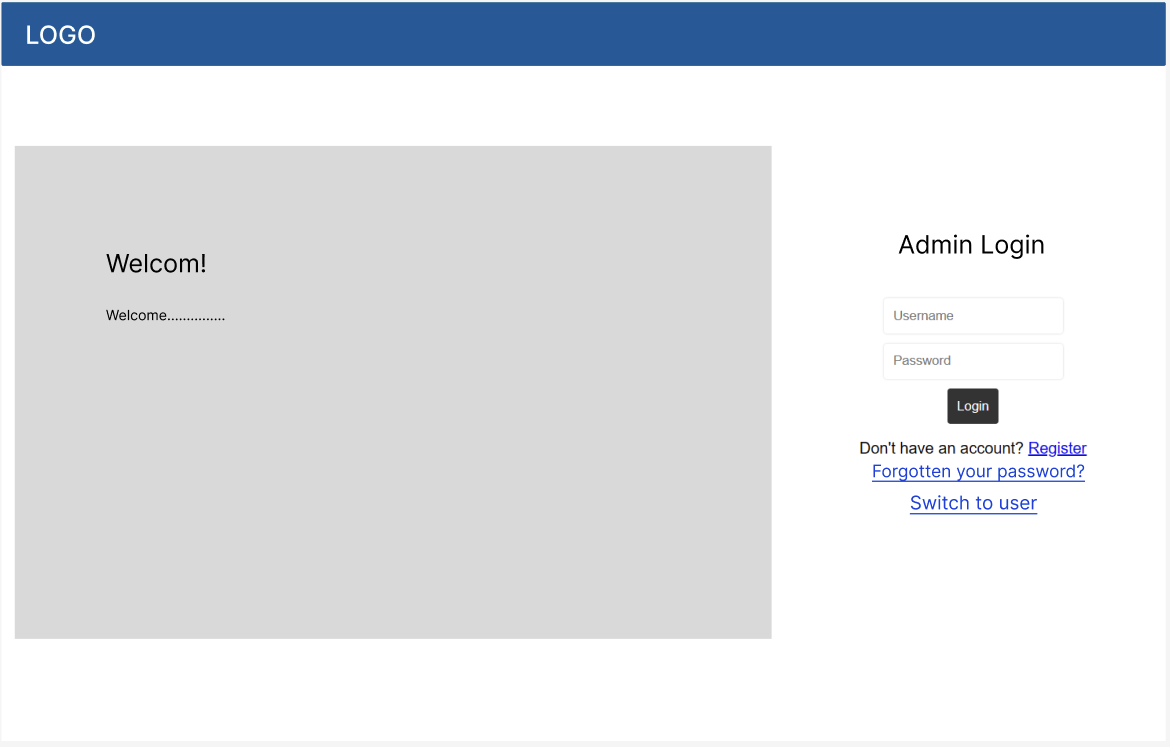 LOGO
Welcom!
Welcome...............
Admin Login
Username
Password
Login
Don't have an account? Register
Forgotten your password?
Switch to user